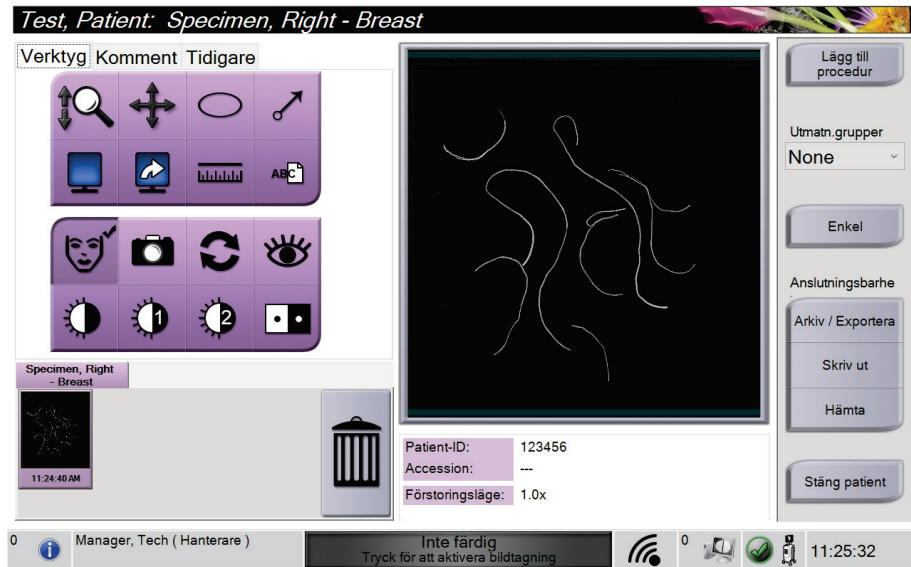 Test, Patient: Specimen, Right - Breast
Verktyg Komment Tidigare
ABC
1 2
Specimen, Right
- Breast
11:24:40 AM
Patient-ID: 123456
Accession: ---
Förstoringsläge: 1.0x
Lägg till
procedur
Utmatn.grupper
None
Enkel
Anslutningsbarhe
Arkiv / Exportera
Skriv ut
Hämta
Stäng patient
0 Manager, Tech ( Hanterare )
Inte färdig
Tryck för att aktivera bildtagning
0
11:25:32